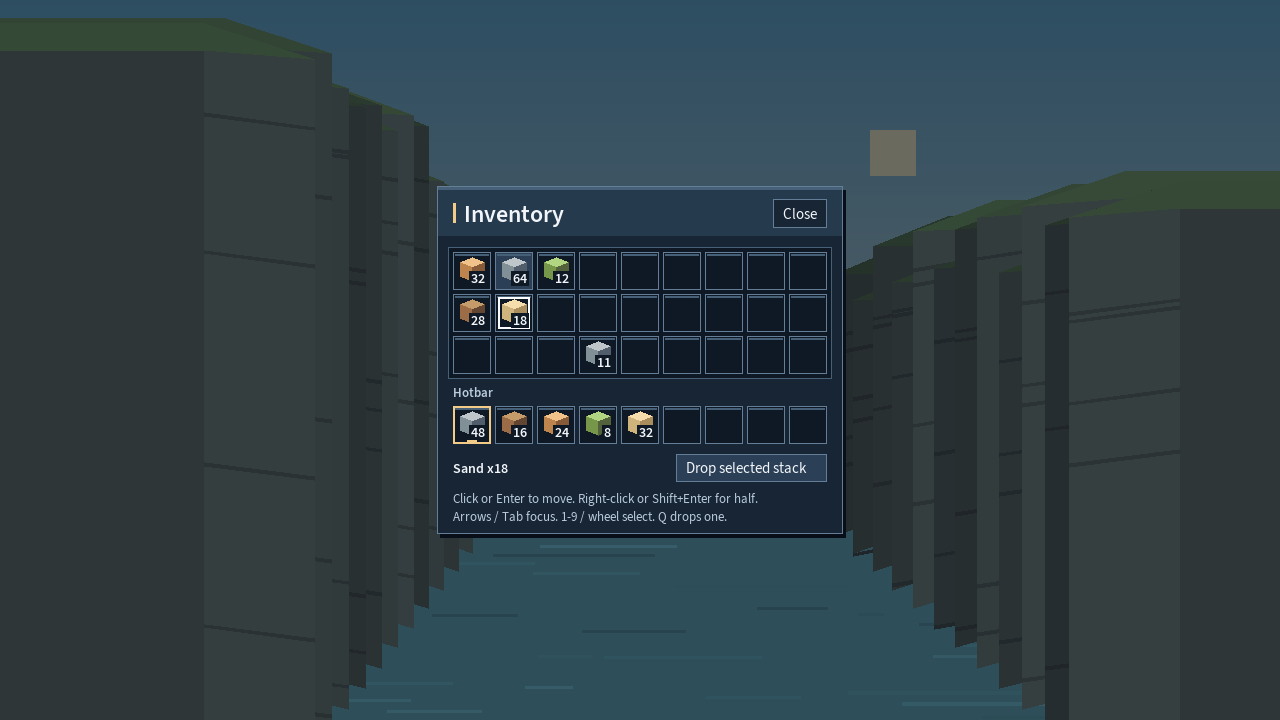 Inventory
Close
32 64 12
28 18
11
Hotbar
48 16 24 8 32
Sand x18
Drop selected stack
Click or Enter to move. Right-click or Shift+Enter for half.
Arrows / Tab focus. 1-9 / wheel select. Q drops one.